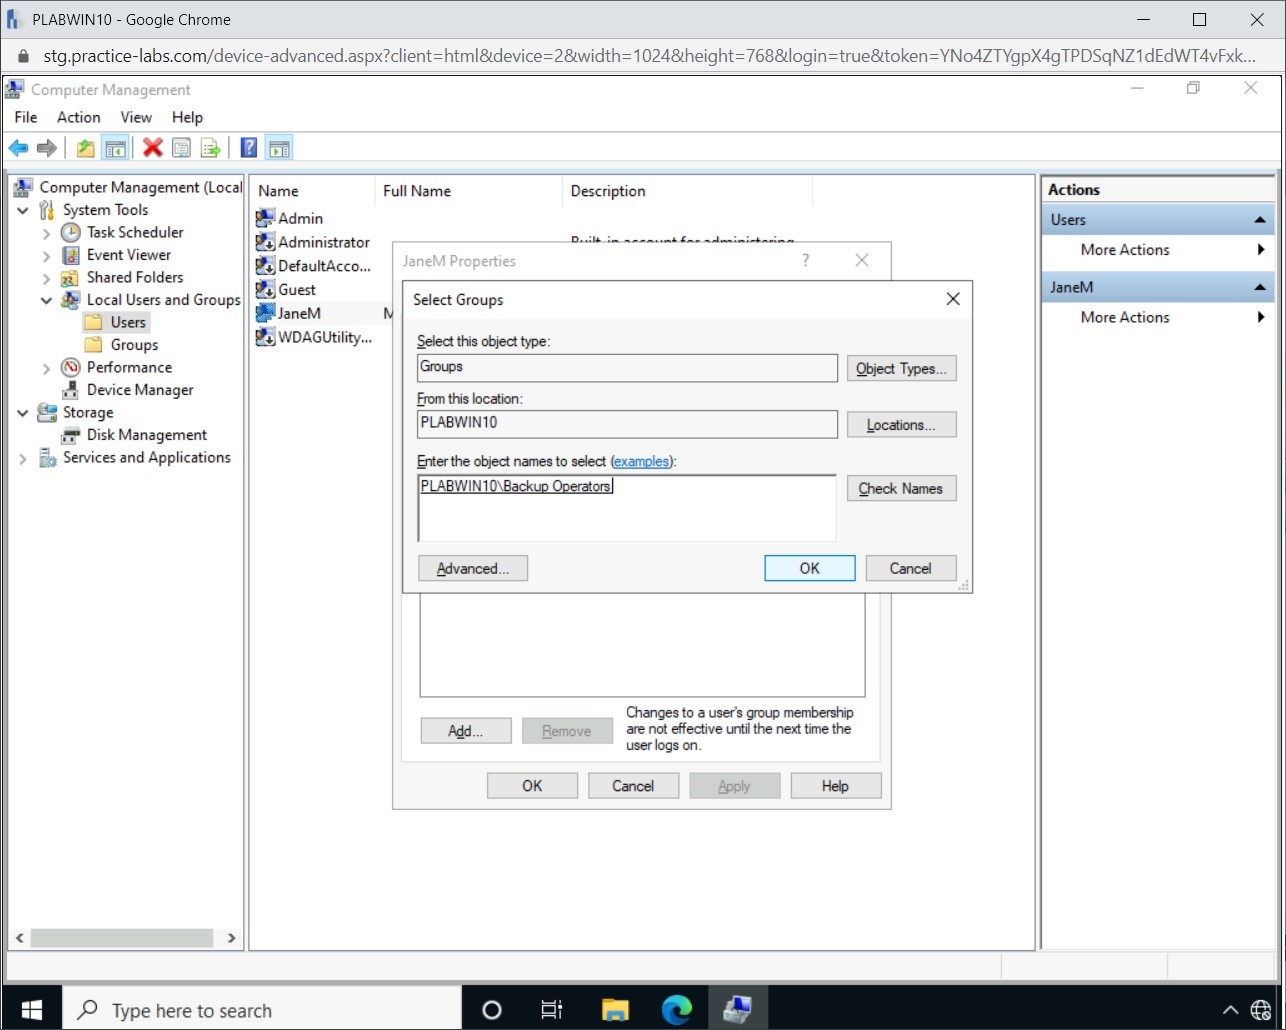 PLABWIN10 - Google Chrome
stg.practice-labs.com/device-advanced.aspx?client=html&device=2&width=1024&height=768&login=true&token=YNo4ZTYgpX4gTPDSqNZ1dEdWT4vFxk...
Computer Management
File Action View Help
Computer Management (Local
System Tools
Task Scheduler
Event Viewer
Shared Folders
Local Users and Groups
Users
Groups
Performance
Device Manager
Storage
Disk Management
Services and Applications
Name Full Name Description
Admin
Administrator Built-in account for administering
DefaultAcco...
Guest
JaneM M
WDAGUtility...
JaneM Properties ?
Select Groups
Select this object type:
Groups
Object Types...
From this location:
PLABWIN10
Locations...
Enter the object names to select (examples):
PLABWIN10\Backup Operators
Check Names
Advanced...
OK
Cancel
Add...
Remove
Changes to a user's group membership
are not effective until the next time the
user logs on.
OK
Cancel
Apply
Help
Actions
Users
More Actions
JaneM
More Actions
Type here to search